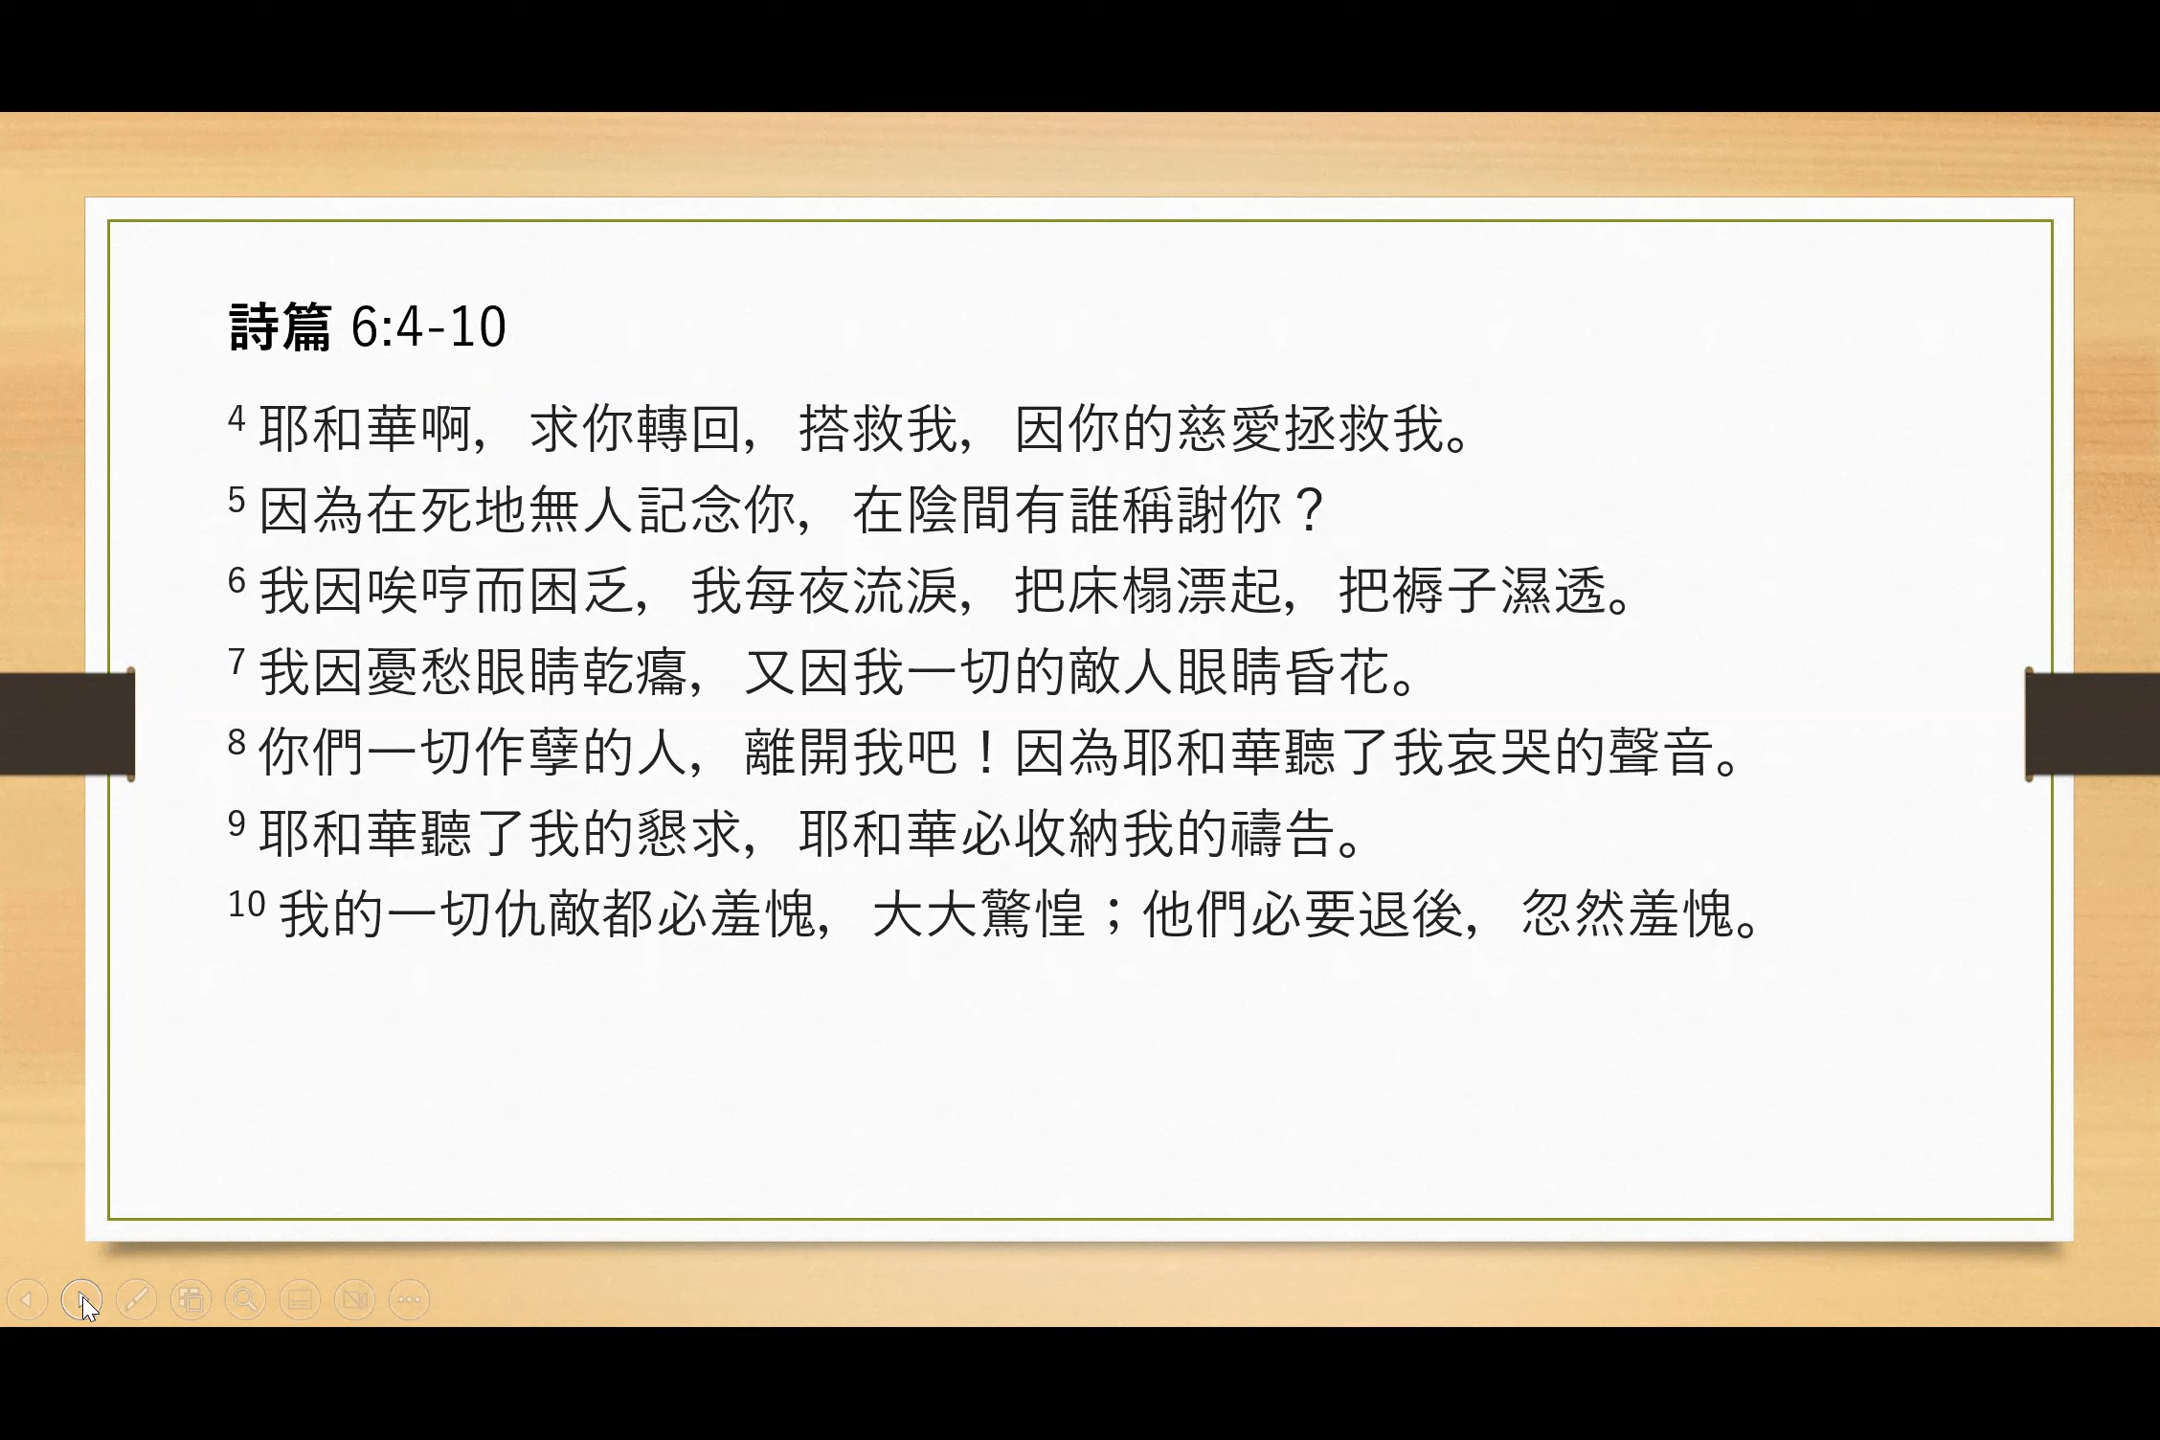 詩篇 6:4-10
4 耶和華啊，求你轉回，搭救我，因你的慈愛拯救我。
5 因為在死地無人記念你，在陰間有誰稱謝你？
6 我因唉哼而困乏，我每夜流淚，把床榻漂起，把褥子濕透。
7 我因憂愁眼睛乾癟，又因我一切的敵人眼睛昏花。
8 你們一切作孽的人，離開我吧！因為耶和華聽了我哀哭的聲音。
9 耶和華聽了我的懇求，耶和華必收納我的禱告。
10 我的一切仇敵都必羞愧，大大驚惶；他們必要退後，忽然羞愧。